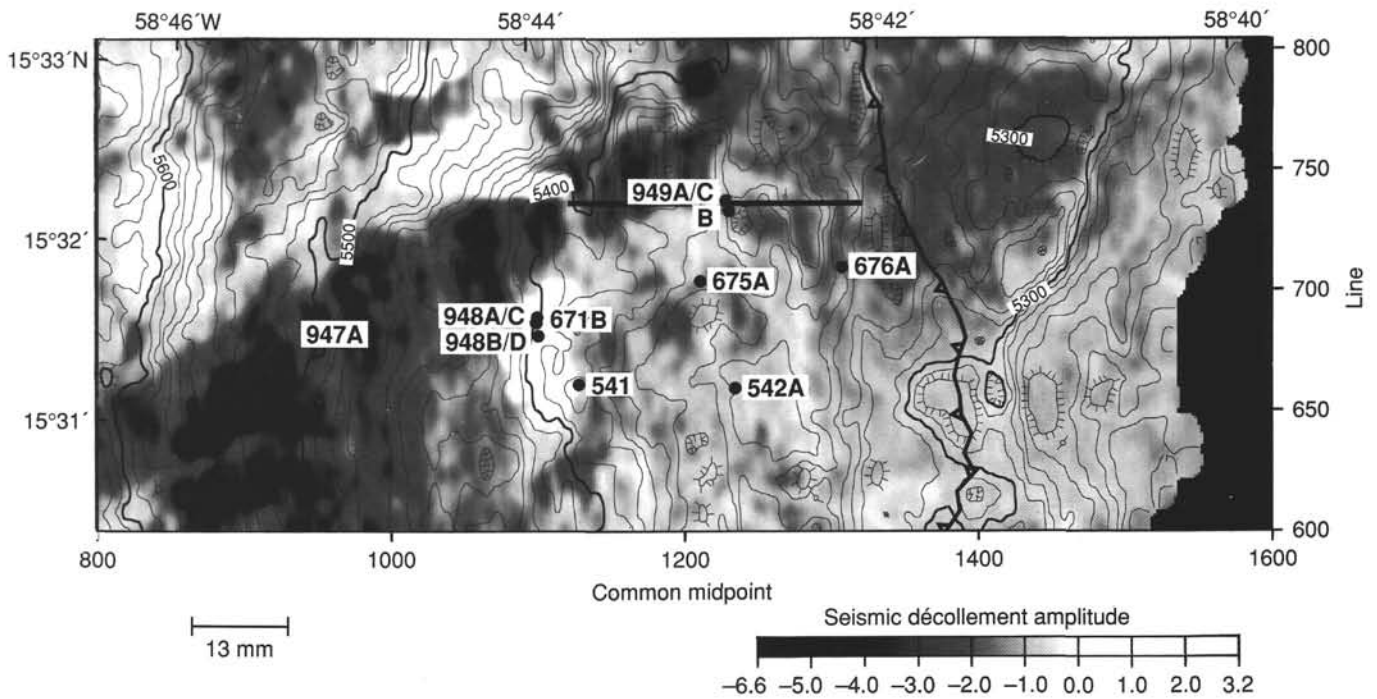 58°46´W 58°44´ 58°42´ 58°40´
15°33´N
800
5300
5600
750
5400
949A/C
B
15°32´
5500
676A
675A
700
Line
5300
948A/C 671B
947A
948B/D
541 542A
15°31´
650
600
800 1000 1200 1400 1600
Common midpoint
Seismic décollement amplitude
13 mm
–6.6 –5.0 –4.0 –3.0 –2.0 –1.0 0.0 1.0 2.0 3.2